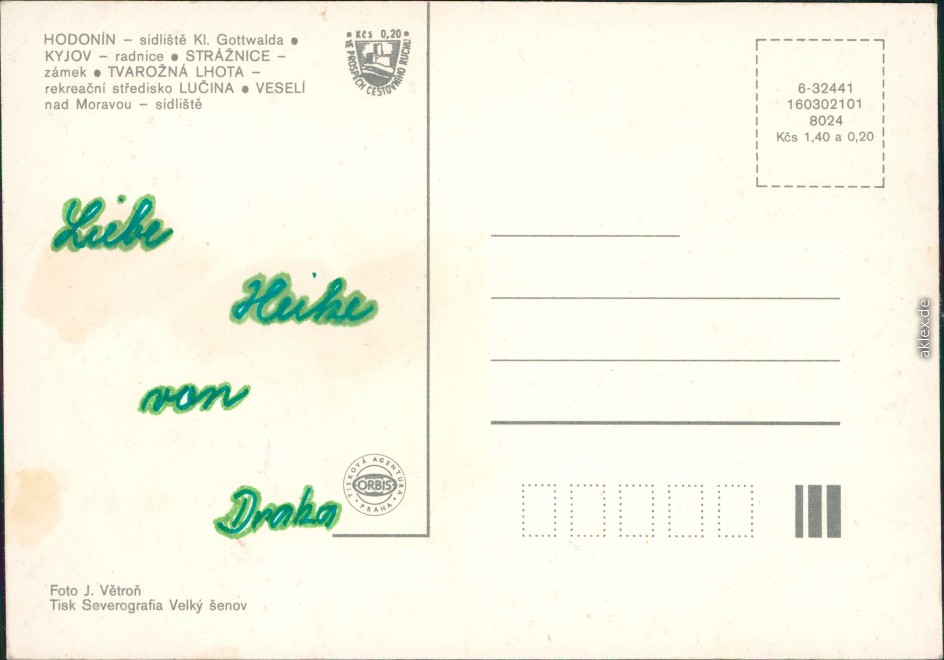 HODONÍN – sídliště Kl. Gottwalda ●
KYJOV – radnice ● STRÁŽNICE –
zámek ● TVAROŽNÁ LHOTA –
rekreační středisko LUČINA ● VESELÍ
nad Moravou – sídliště
Kčs 0,20
VE PROSPĚCH CESTOVNÍHO RUCHU
6-32441
160302101
8024
Kčs 1,40 a 0,20
Liebe
Heike
von
Draha
TISKOVÁ AGENTURA
ORBIS
PRAHA
Foto J. Větroň
Tisk Severografia Velký šenov
aklex.de